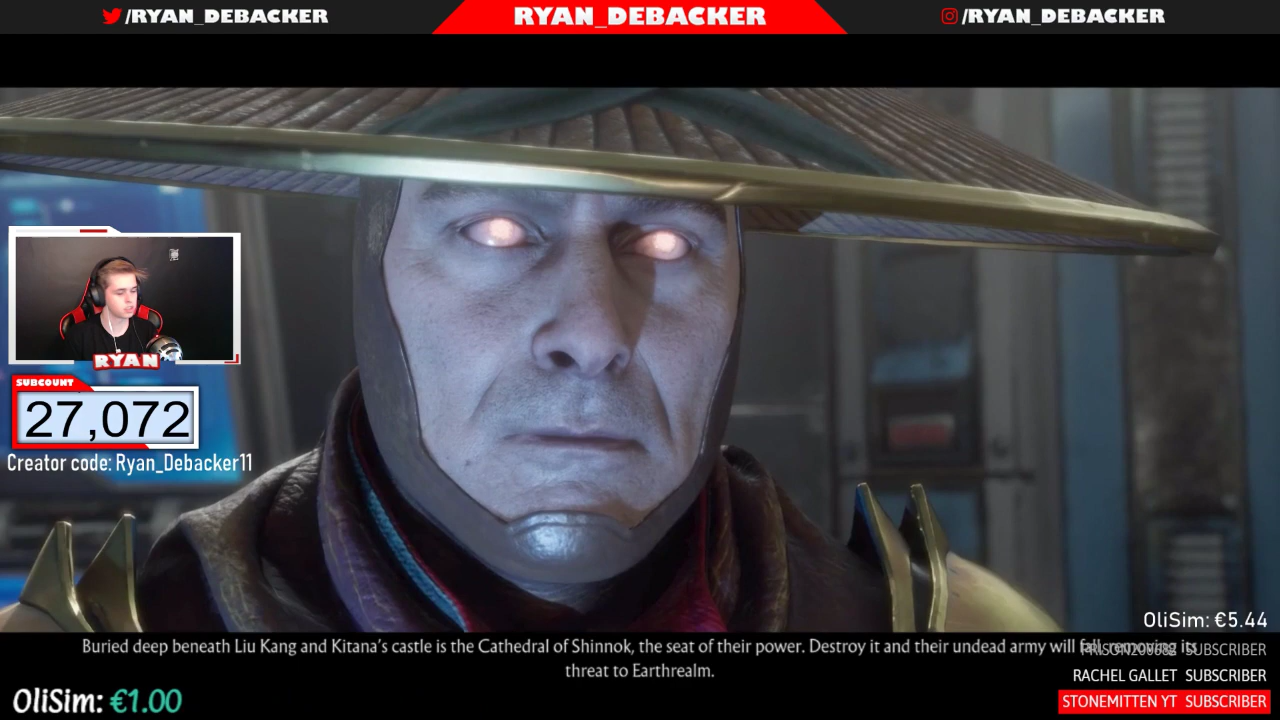 /RYAN_DEBACKER
RYAN_DEBACKER
/RYAN_DEBACKER
RYAN
SUBCOUNT
27,072
Creator code: Ryan_Debacker11
OliSim: €5.44
Buried deep beneath Liu Kang and Kitana's castle is the Cathedral of Shinnok, the seat of their power. Destroy it and their undead army will fall, removing its
threat to Earthrealm.
SUBSCRIBER
RACHEL GALLET SUBSCRIBER
STONEMITTEN YT SUBSCRIBER
OliSim: €1.00